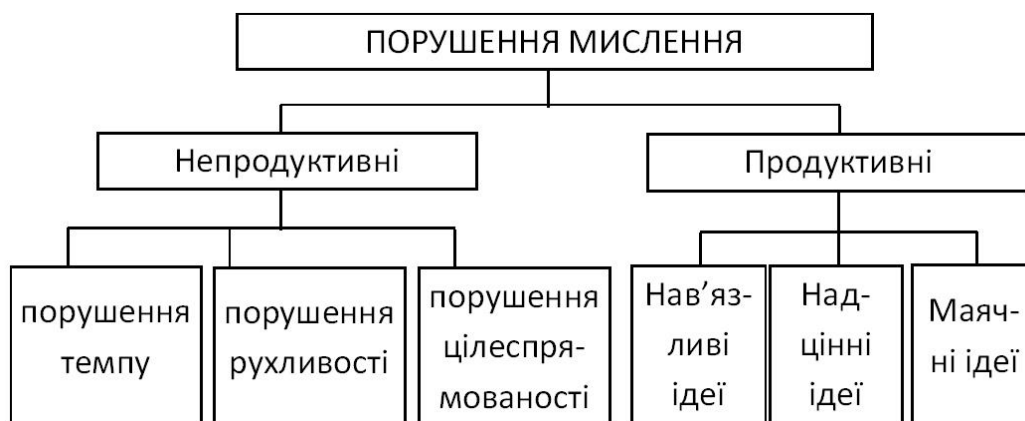 ПОРУШЕННЯ МИСЛЕННЯ
Непродуктивні
Продуктивні
порушення
темпу
порушення
рухливості
порушення
цілеспря-
мованості
Нав’яз-
ливі
ідеї
Над-
цінні
ідеї
Маяч-
ні ідеї